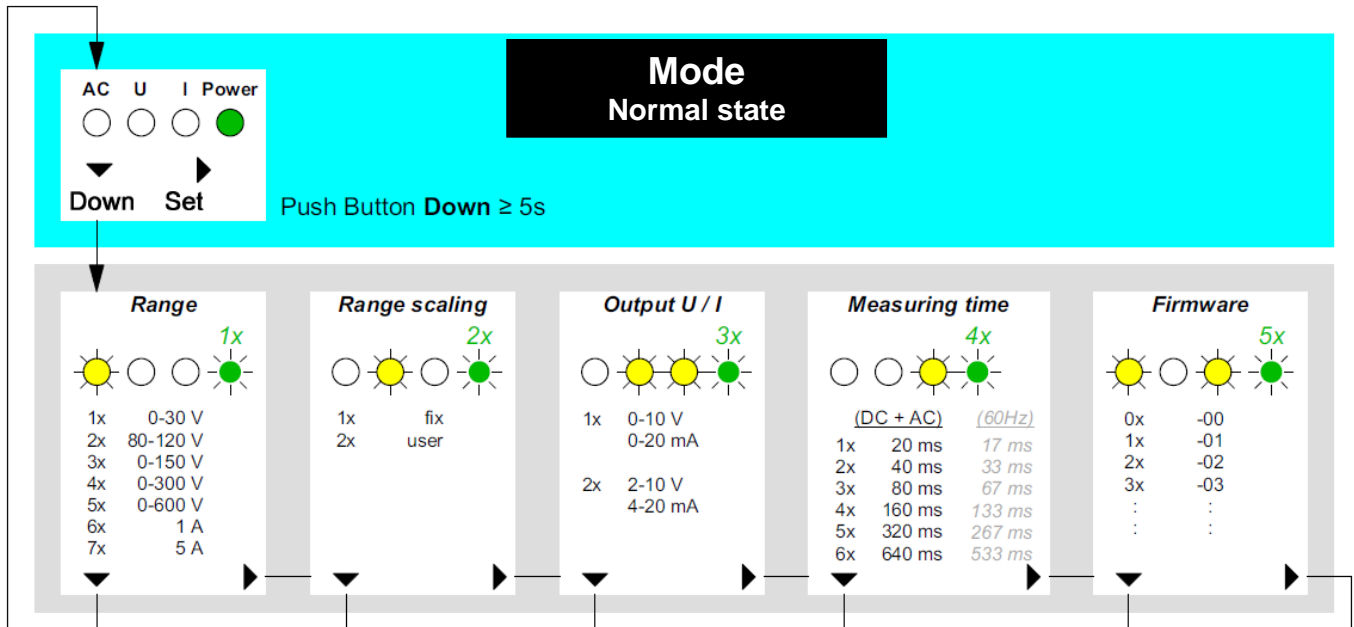 Mode
Normal state
AC U I Power
Down Set
Push Button Down ≥ 5s
Range
1x
1x 0-30 V
2x 80-120 V
3x 0-150 V
4x 0-300 V
5x 0-600 V
6x 1 A
7x 5 A
Range scaling
2x
1x fix
2x user
Output U / I
3x
1x 0-10 V
0-20 mA
2x 2-10 V
4-20 mA
Measuring time
4x
(DC + AC) (60Hz)
1x 20 ms 17 ms
2x 40 ms 33 ms
3x 80 ms 67 ms
4x 160 ms 133 ms
5x 320 ms 267 ms
6x 640 ms 533 ms
Firmware
5x
0x -00
1x -01
2x -02
3x -03
: :
: :